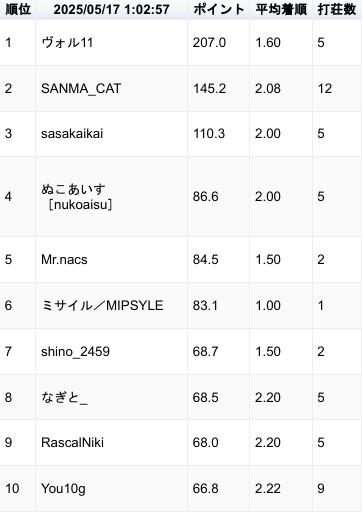 順位 2025/05/17 1:02:57 ポイント 平均着順 打荘数
1 ヴォル11 207.0 1.60 5
2 SANMA_CAT 145.2 2.08 12
3 sasakaikai 110.3 2.00 5
4 ぬこあいす
［nukoaisu］ 86.6 2.00 5
5 Mr.nacs 84.5 1.50 2
6 ミサイル／MIPSYLE 83.1 1.00 1
7 shino_2459 68.7 1.50 2
8 なぎと_ 68.5 2.20 5
9 RascalNiki 68.0 2.20 5
10 You10g 66.8 2.22 9